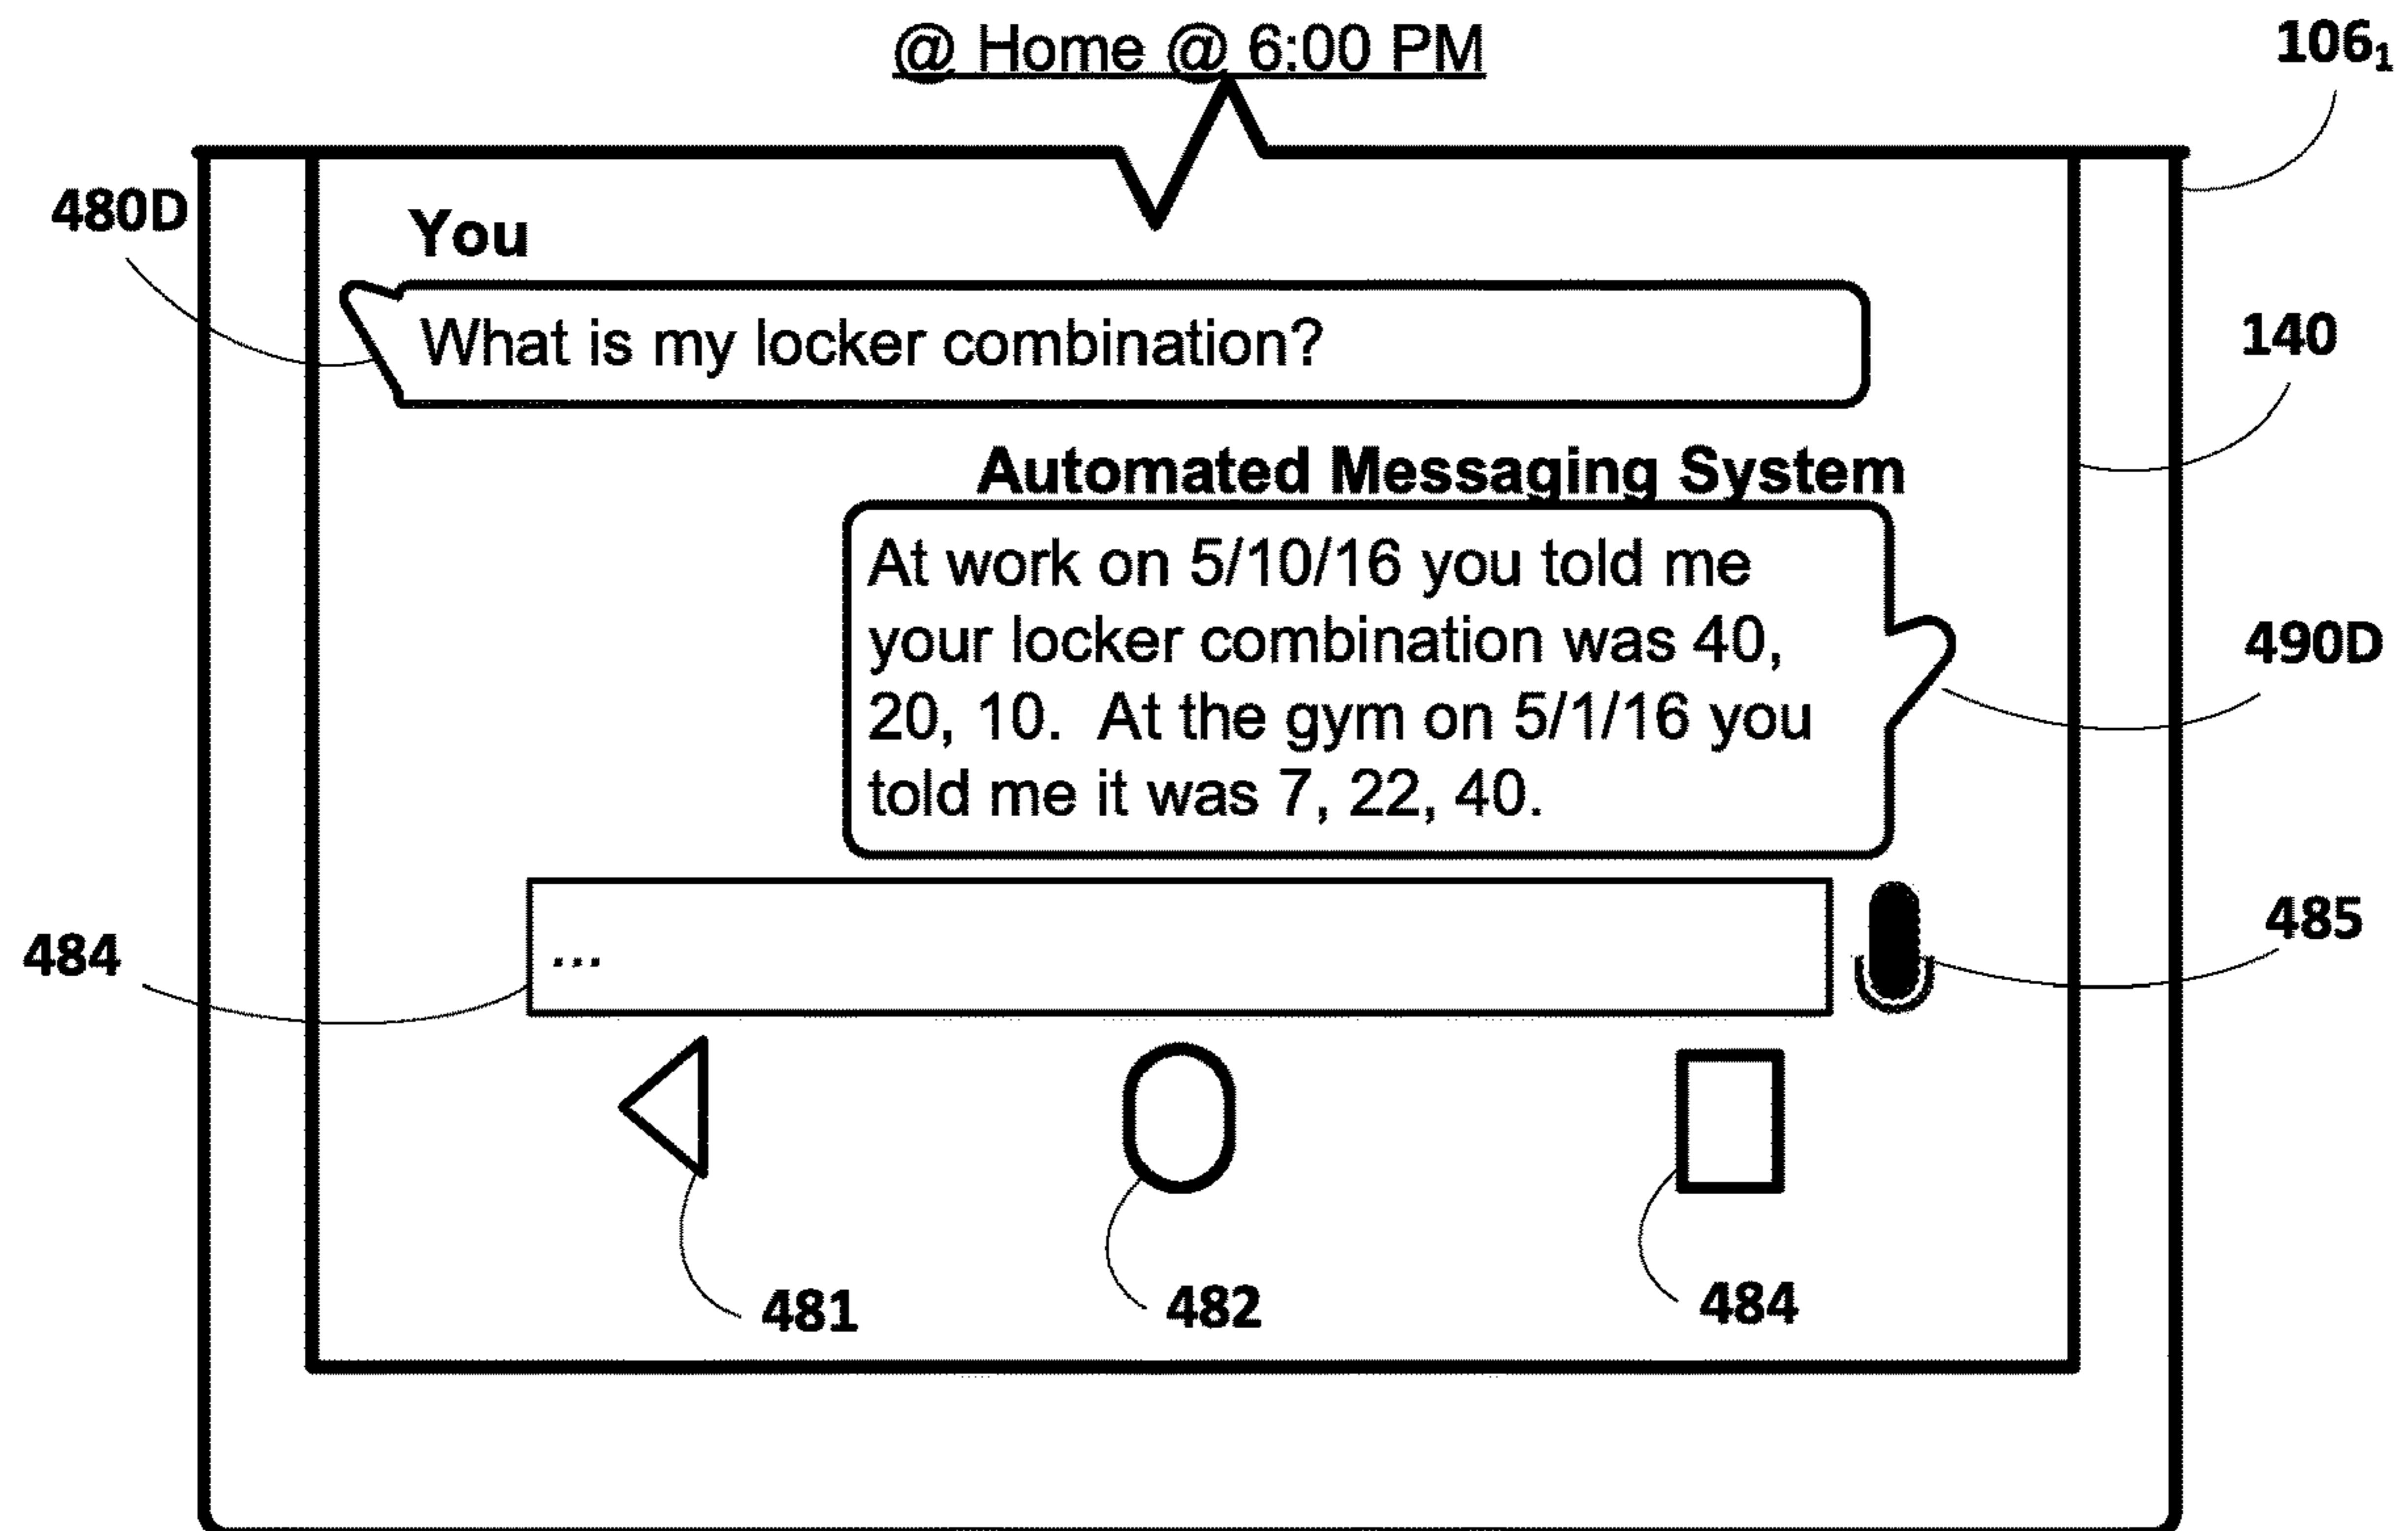 @ Home @ 6:00 PM
106₁
480D
You
What is my locker combination?
140
Automated Messaging System
At work on 5/10/16 you told me
your locker combination was 40,
20, 10.  At the gym on 5/1/16 you
told me it was 7, 22, 40.
490D
484
...
485
481
482
484